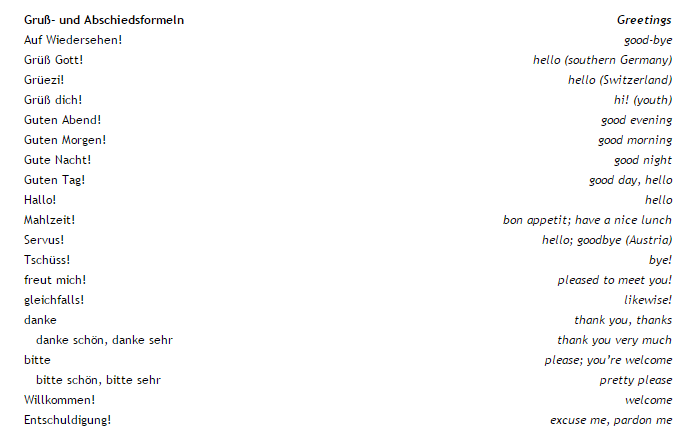 Gruß- und Abschiedsformeln Greetings
Auf Wiedersehen! good-bye
Grüß Gott! hello (southern Germany)
Grüezi! hello (Switzerland)
Grüß dich! hi! (youth)
Guten Abend! good evening
Guten Morgen! good morning
Gute Nacht! good night
Guten Tag! good day, hello
Hallo! hello
Mahlzeit! bon appetit; have a nice lunch
Servus! hello; goodbye (Austria)
Tschüss! bye!
freut mich! pleased to meet you!
gleichfalls! likewise!
danke thank you, thanks
danke schön, danke sehr thank you very much
bitte please; you’re welcome
bitte schön, bitte sehr pretty please
Willkommen! welcome
Entschuldigung! excuse me, pardon me